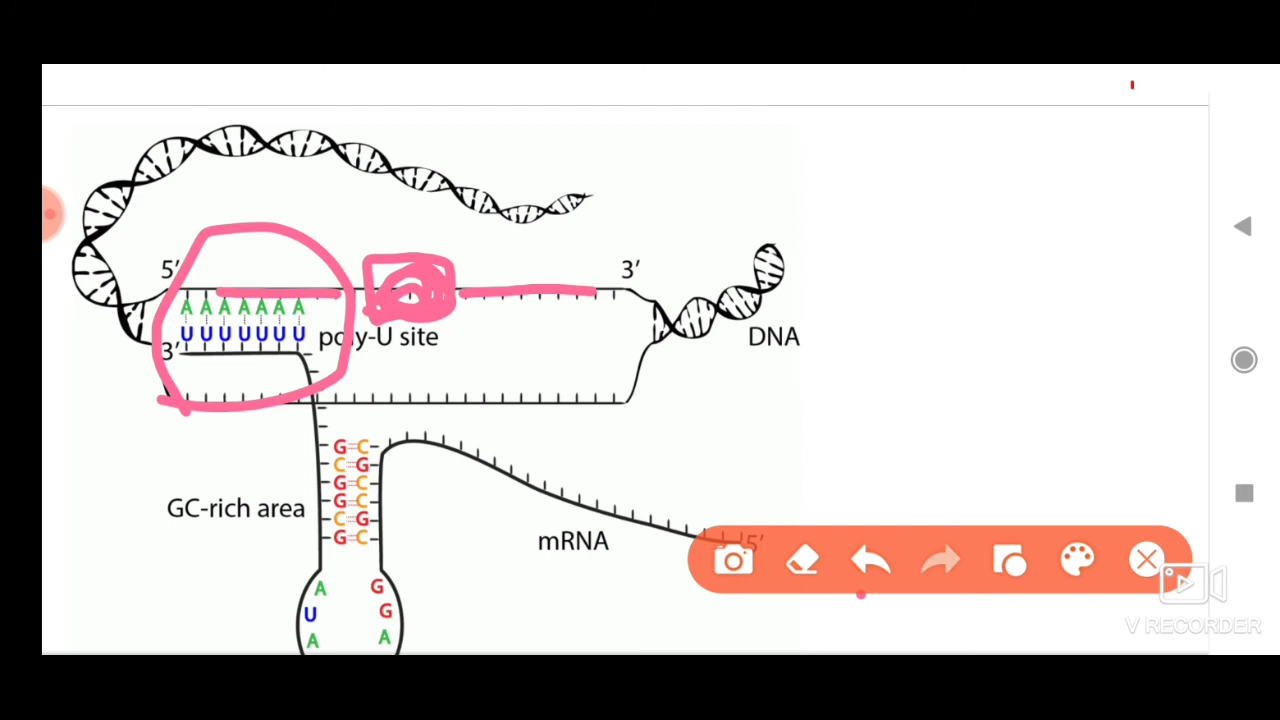 5′ 3′
A A A A A A A
U U U U U U U poly-U site
3′
DNA
G C
C G
G C
G C
GC-rich area
C G
G C
mRNA 5′
A G
U G
A A
V RECORDER